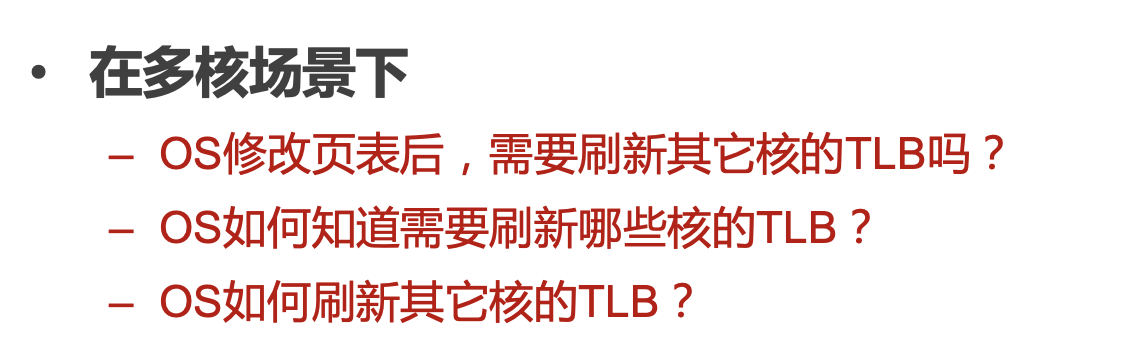 • 在多核场景下
– OS修改页表后，需要刷新其它核的TLB吗？
– OS如何知道需要刷新哪些核的TLB？
– OS如何刷新其它核的TLB？